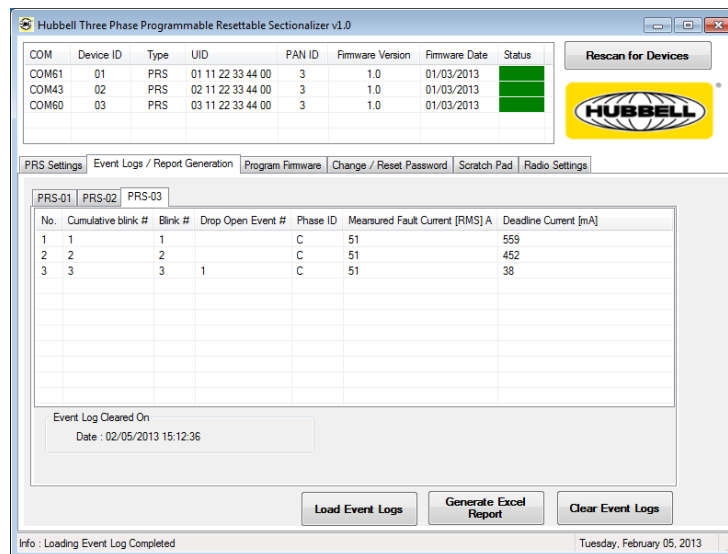 Hubbell Three Phase Programmable Resettable Sectionalizer v1.0
COM Device ID Type UID PAN ID Firmware Version Firmware Date Status
COM61 01 PRS 01 11 22 33 44 00 3 1.0 01/03/2013
COM43 02 PRS 02 11 22 33 44 00 3 1.0 01/03/2013
COM60 03 PRS 03 11 22 33 44 00 3 1.0 01/03/2013
Rescan for Devices
HUBBELL
®
PRS Settings Event Logs / Report Generation Program Firmware Change / Reset Password Scratch Pad Radio Settings
PRS-01 PRS-02 PRS-03
No. Cumulative blink # Blink # Drop Open Event # Phase ID Mearsured Fault Current [RMS] A Deadline Current [mA]
1 1 1 C 51 559
2 2 2 C 51 452
3 3 3 1 C 51 38
Event Log Cleared On
Date : 02/05/2013 15:12:36
Load Event Logs
Generate Excel
Report
Clear Event Logs
Info : Loading Event Log Completed
Tuesday, February 05, 2013